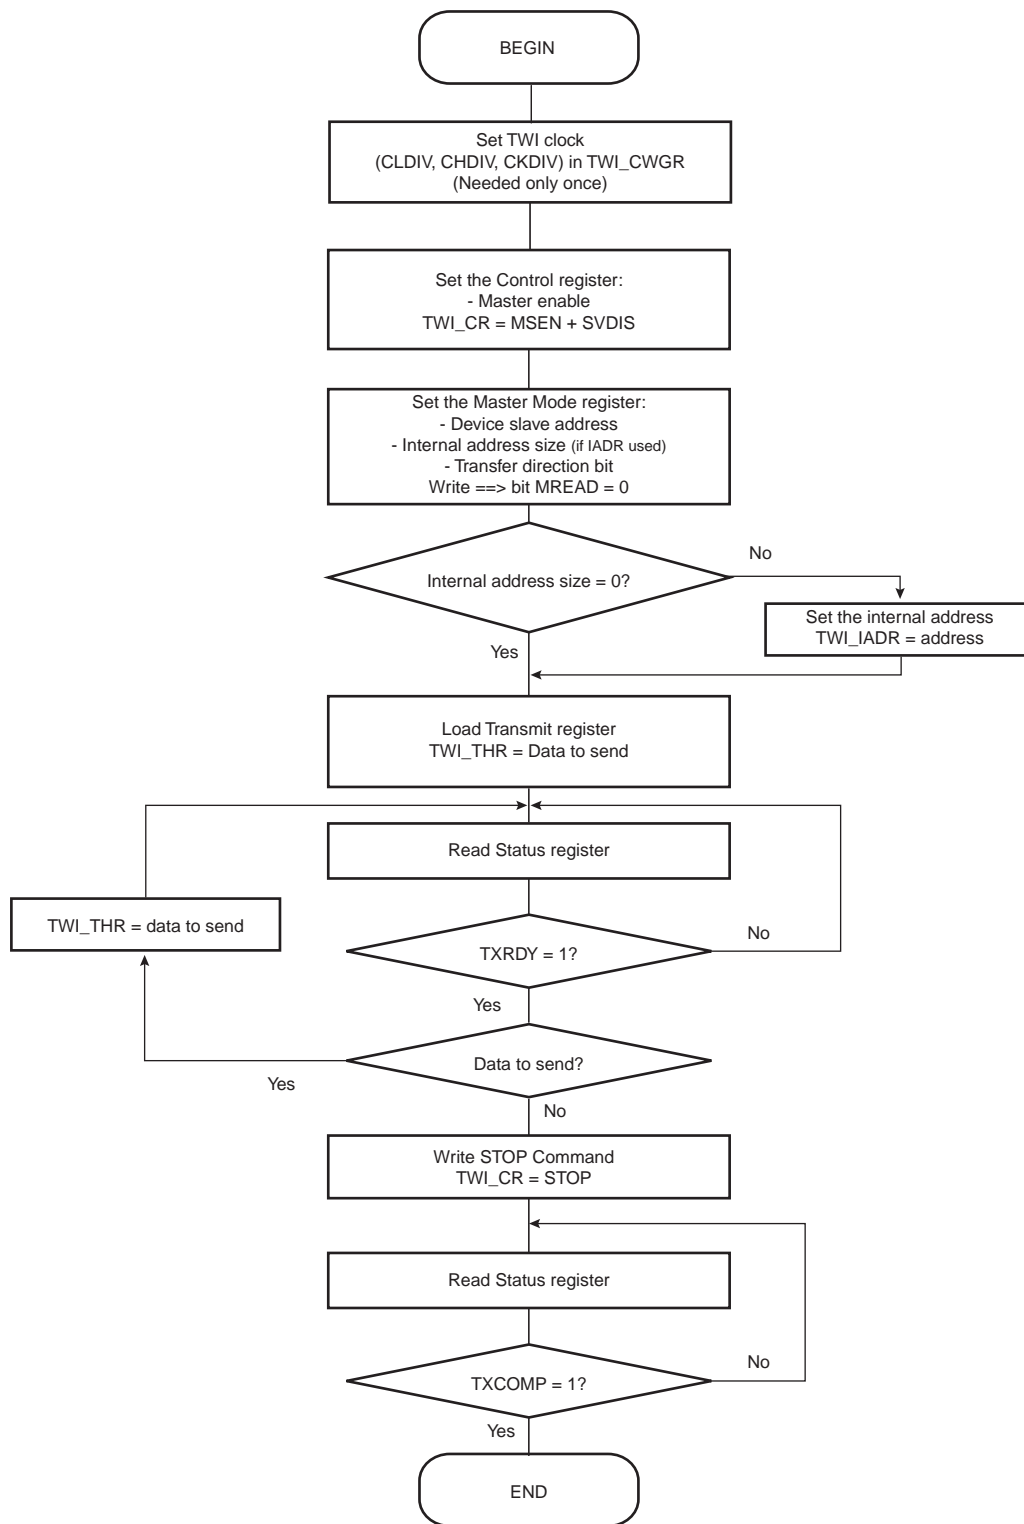 BEGIN
Set TWI clock
(CLDIV, CHDIV, CKDIV) in TWI_CWGR
(Needed only once)
Set the Control register:
- Master enable
TWI_CR = MSEN + SVDIS
Set the Master Mode register:
- Device slave address
- Internal address size (if IADR used)
- Transfer direction bit
Write ==> bit MREAD = 0
Internal address size = 0?
No
Set the internal address
TWI_IADR = address
Yes
Load Transmit register
TWI_THR = Data to send
Read Status register
TWI_THR = data to send
TXRDY = 1?
No
Yes
Data to send?
Yes
No
Write STOP Command
TWI_CR = STOP
Read Status register
TXCOMP = 1?
No
Yes
END